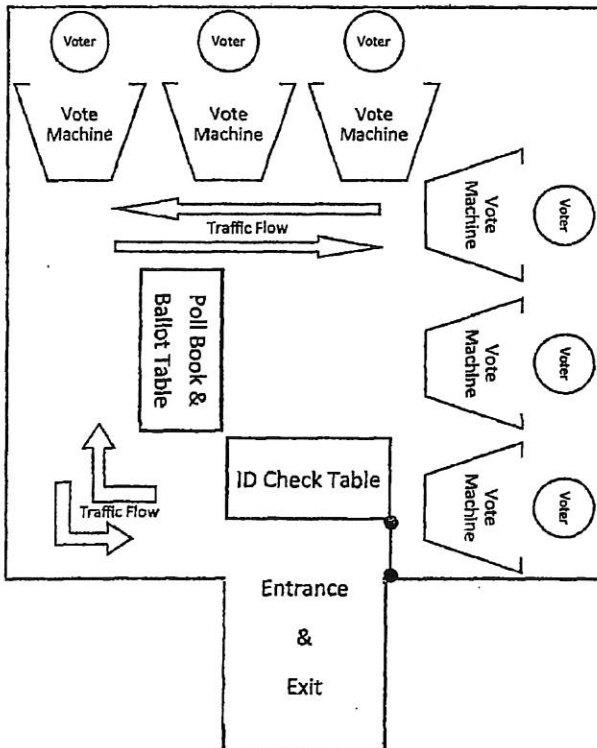 Voter
Voter
Voter
Vote
Machine
Vote
Machine
Vote
Machine
Traffic Flow
Vote
Machine
Voter
Poll Book &
Ballot Table
Vote
Machine
Voter
ID Check Table
Vote
Machine
Voter
Traffic Flow
Entrance
&
Exit